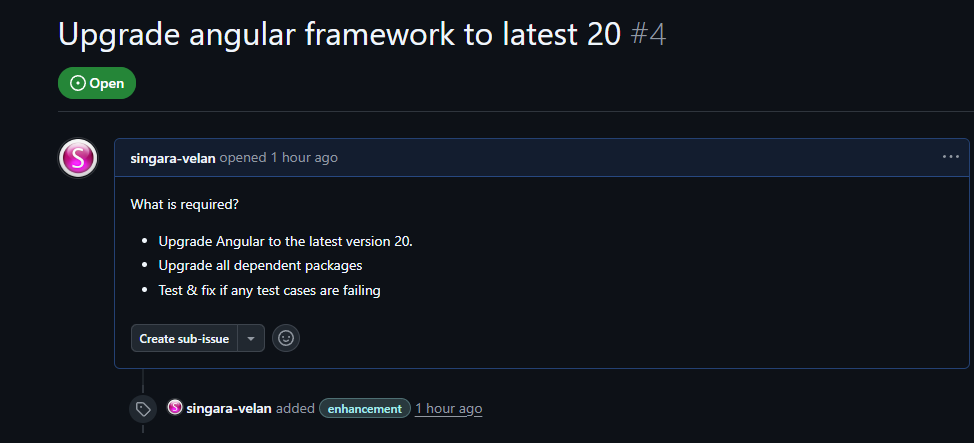 Upgrade angular framework to latest 20 #4
Open
S
singara-velan opened 1 hour ago
What is required?
• Upgrade Angular to the latest version 20.
• Upgrade all dependent packages
• Test & fix if any test cases are failing
Create sub-issue
S singara-velan added enhancement 1 hour ago